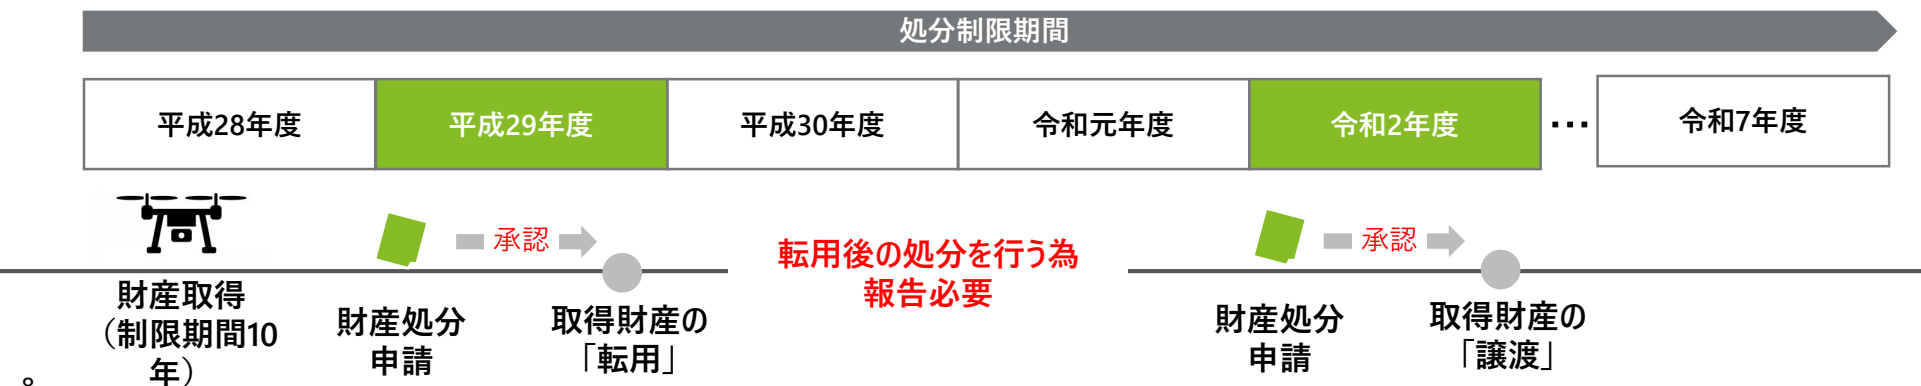 処分制限期間
平成28年度
平成29年度
平成30年度
令和元年度
令和2年度
…
令和7年度
承認
転用後の処分を行う為
報告必要
承認
財産取得
（制限期間10
年）
財産処分
申請
取得財産の
「転用」
財産処分
申請
取得財産の
「譲渡」
。